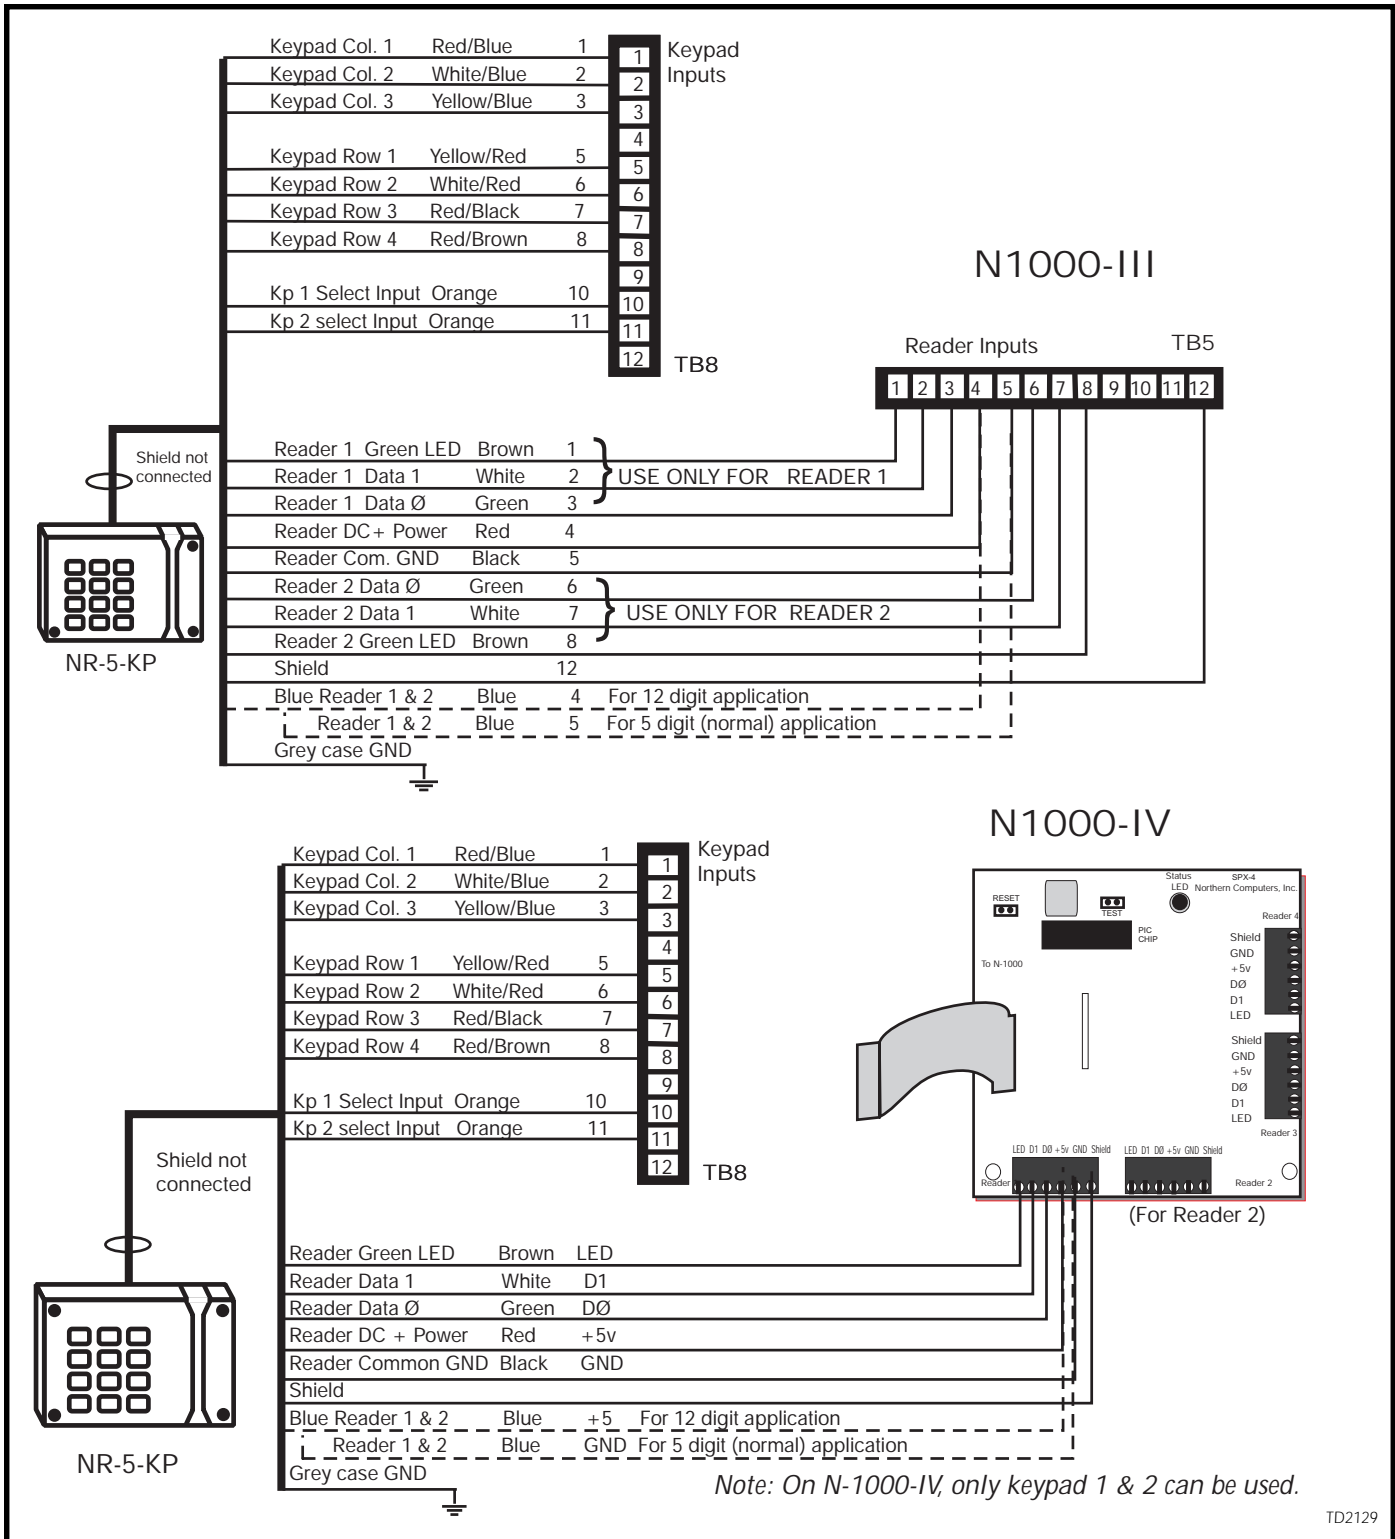 Keypad Col. 1 Red/Blue 1
Keypad Col. 2 White/Blue 2
Keypad Col. 3 Yellow/Blue 3
Keypad Row 1 Yellow/Red 5
Keypad Row 2 White/Red 6
Keypad Row 3 Red/Black 7
Keypad Row 4 Red/Brown 8
Kp 1 Select Input Orange 10
Kp 2 select Input Orange 11
1
2
3
4
5
6
7
8
9
10
11
12
Keypad
Inputs
TB8
N1000-III
Reader Inputs TB5
1 2 3 4 5 6 7 8 9 10 11 12
Shield not
connected
NR-5-KP
Reader 1 Green LED Brown 1
Reader 1 Data 1 White 2
Reader 1 Data Ø Green 3
USE ONLY FOR READER 1
Reader DC+ Power Red 4
Reader Com. GND Black 5
Reader 2 Data Ø Green 6
Reader 2 Data 1 White 7
Reader 2 Green LED Brown 8
USE ONLY FOR READER 2
Shield 12
Blue Reader 1 & 2 Blue 4 For 12 digit application
Reader 1 & 2 Blue 5 For 5 digit (normal) application
Grey case GND
N1000-IV
Keypad Col. 1 Red/Blue 1
Keypad Col. 2 White/Blue 2
Keypad Col. 3 Yellow/Blue 3
Keypad Row 1 Yellow/Red 5
Keypad Row 2 White/Red 6
Keypad Row 3 Red/Black 7
Keypad Row 4 Red/Brown 8
Kp 1 Select Input Orange 10
Kp 2 select Input Orange 11
1
2
3
4
5
6
7
8
9
10
11
12
Keypad
Inputs
TB8
Status
LED
SPX-4
Northern Computers, Inc.
RESET
TEST
PIC
CHIP
To N-1000
Reader 4
Shield
GND
+5v
DØ
D1
LED
Shield
GND
+5v
DØ
D1
LED
Reader 3
LED D1 DØ +5v GND Shield
LED D1 DØ +5v GND Shield
Reader
Reader 2
(For Reader 2)
Shield not
connected
NR-5-KP
Reader Green LED Brown LED
Reader Data 1 White D1
Reader Data Ø Green DØ
Reader DC + Power Red +5v
Reader Common GND Black GND
Shield
Blue Reader 1 & 2 Blue +5 For 12 digit application
Reader 1 & 2 Blue GND For 5 digit (normal) application
Grey case GND
Note: On N-1000-IV, only keypad 1 & 2 can be used.
TD2129